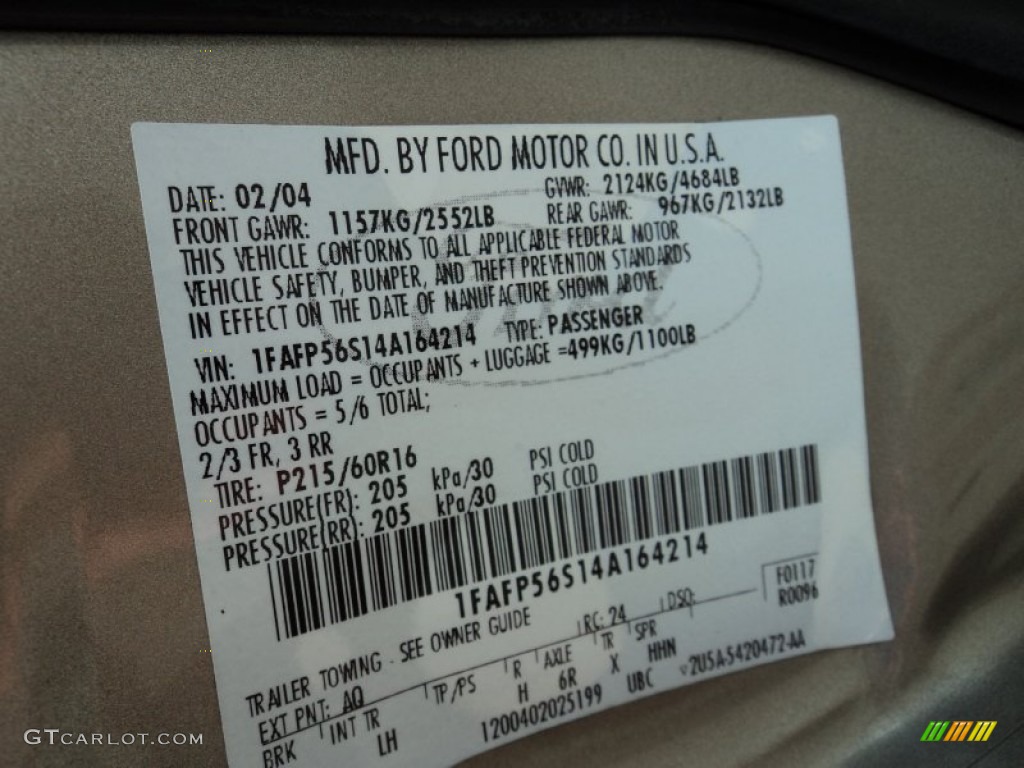 MFD. BY FORD MOTOR CO. IN U.S.A.
DATE: 02/04 GVWR: 2124KG/4684LB
FRONT GAWR: 1157KG/2552LB REAR GAWR: 967KG/2132LB
THIS VEHICLE CONFORMS TO ALL APPLICABLE FEDERAL MOTOR
VEHICLE SAFETY, BUMPER, AND THEFT PREVENTION STANDARDS
IN EFFECT ON THE DATE OF MANUFACTURE SHOWN ABOVE.
VIN: 1FAFP56S14A164214 TYPE: PASSENGER
MAXIMUM LOAD = OCCUPANTS + LUGGAGE =499KG/1100LB
OCCUPANTS = 5/6 TOTAL;
2/3 FR, 3 RR
TIRE: P215/60R16
PRESSURE(FR): 205 kPa/30 PSI COLD
PRESSURE(RR): 205 kPa/30 PSI COLD
1FAFP56S14A164214
F0117
R0096
TRAILER TOWING - SEE OWNER GUIDE
EXT PNT: AQ RC: 24 DSO:
BRK INT TR TP/PS R AXLE TR SPR
LH H 6R X HHN
1200402025199 UBC 2U5A-5420472-AA
Ford
GTCARLOT.COM